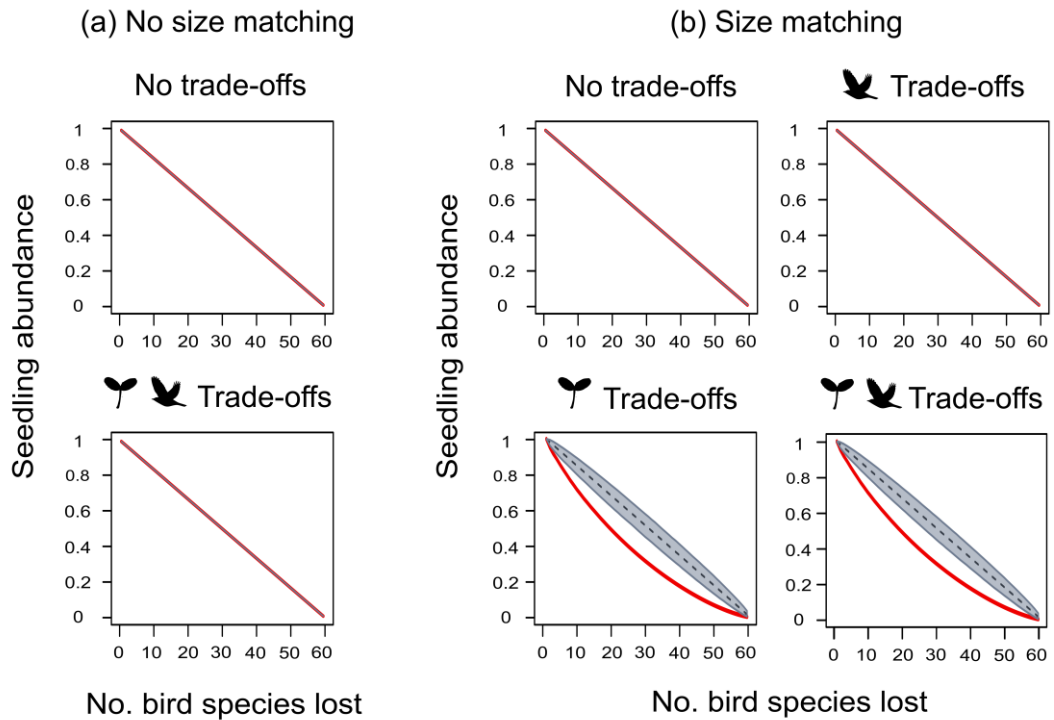 (a) No size matching
No trade-offs
Seedling abundance
1
0.8
0.6
0.4
0.2
0
0 10 20 30 40 50 60
Trade-offs
1
0.8
0.6
0.4
0.2
0
0 10 20 30 40 50 60
No. bird species lost
(b) Size matching
No trade-offs
Trade-offs
Seedling abundance
1
0.8
0.6
0.4
0.2
0
0 10 20 30 40 50 60
1
0.8
0.6
0.4
0.2
0
0 10 20 30 40 50 60
Trade-offs
Trade-offs
1
0.8
0.6
0.4
0.2
0
0 10 20 30 40 50 60
1
0.8
0.6
0.4
0.2
0
0 10 20 30 40 50 60
No. bird species lost